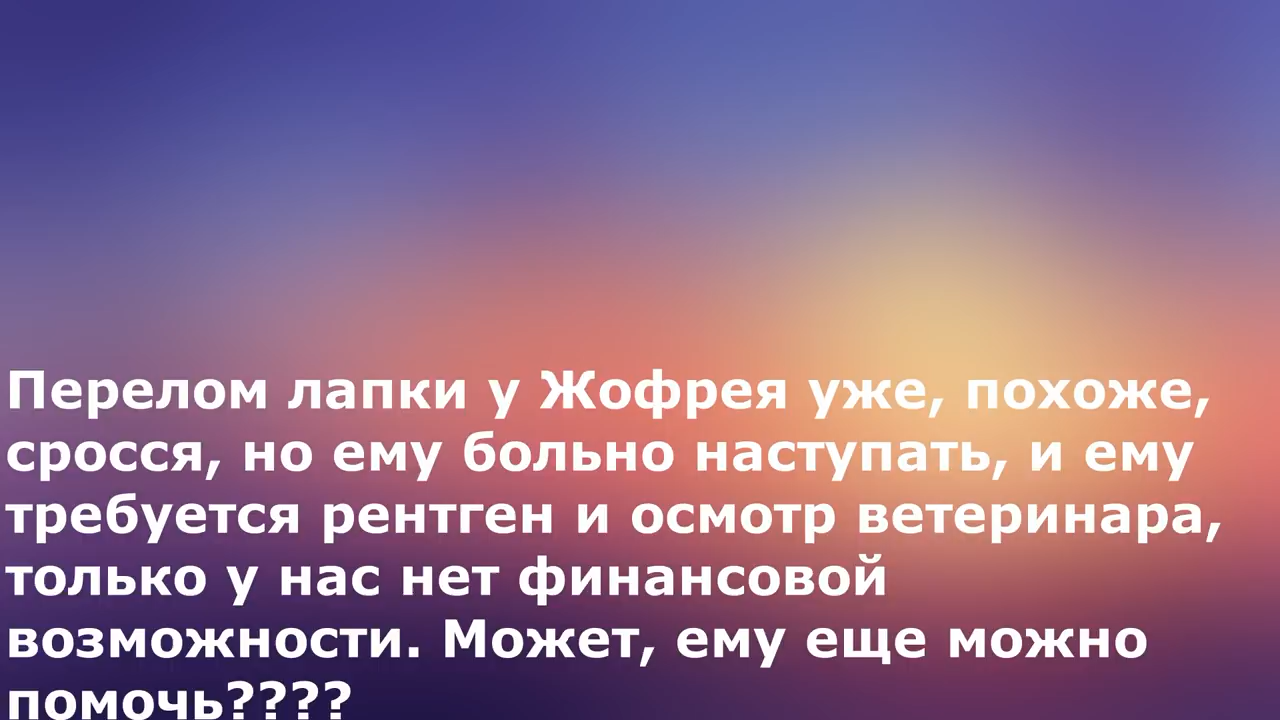 Перелом лапки у Жофрея уже, похоже,
сросся, но ему больно наступать, и ему
требуется рентген и осмотр ветеринара,
только у нас нет финансовой
возможности. Может, ему еще можно
помочь????